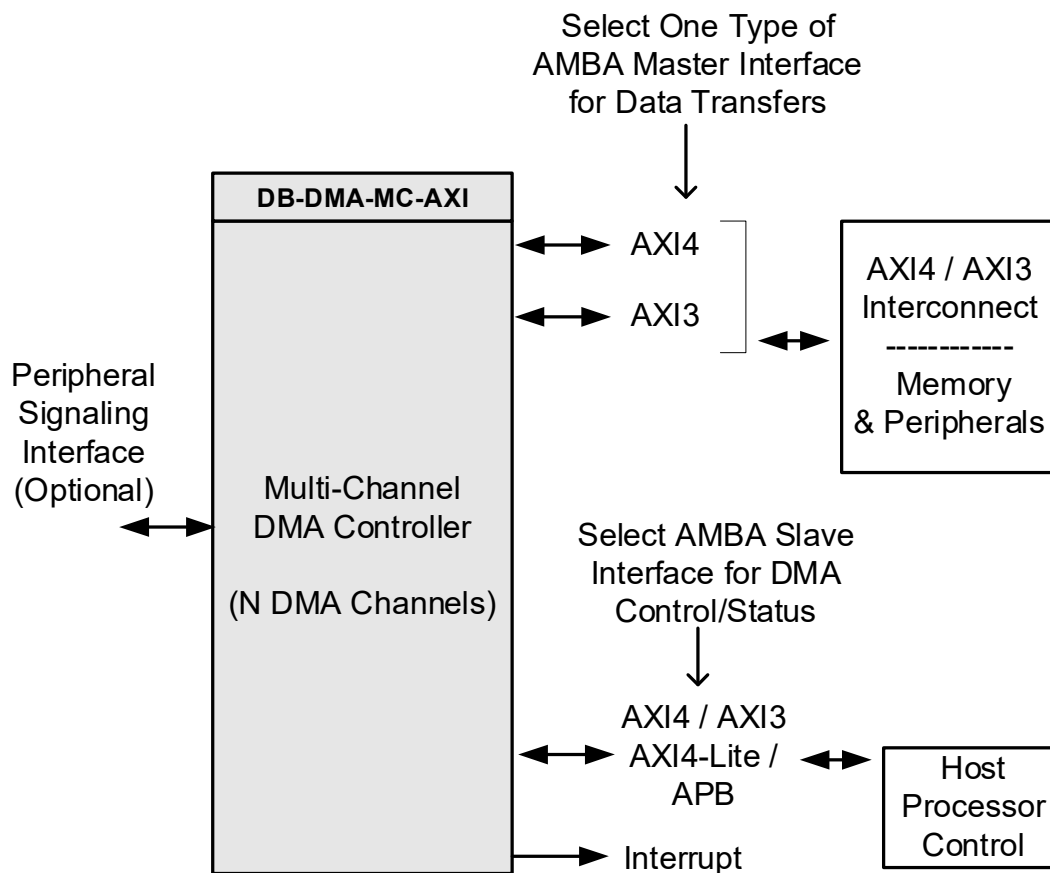 Select One Type of
AMBA Master Interface
for Data Transfers
DB-DMA-MC-AXI
AXI4
AXI3
AXI4 / AXI3
Interconnect
------------
Memory
& Peripherals
Peripheral
Signaling
Interface
(Optional)
Multi-Channel
DMA Controller
(N DMA Channels)
Select AMBA Slave
Interface for DMA
Control/Status
AXI4 / AXI3
AXI4-Lite /
APB
Host
Processor
Control
Interrupt